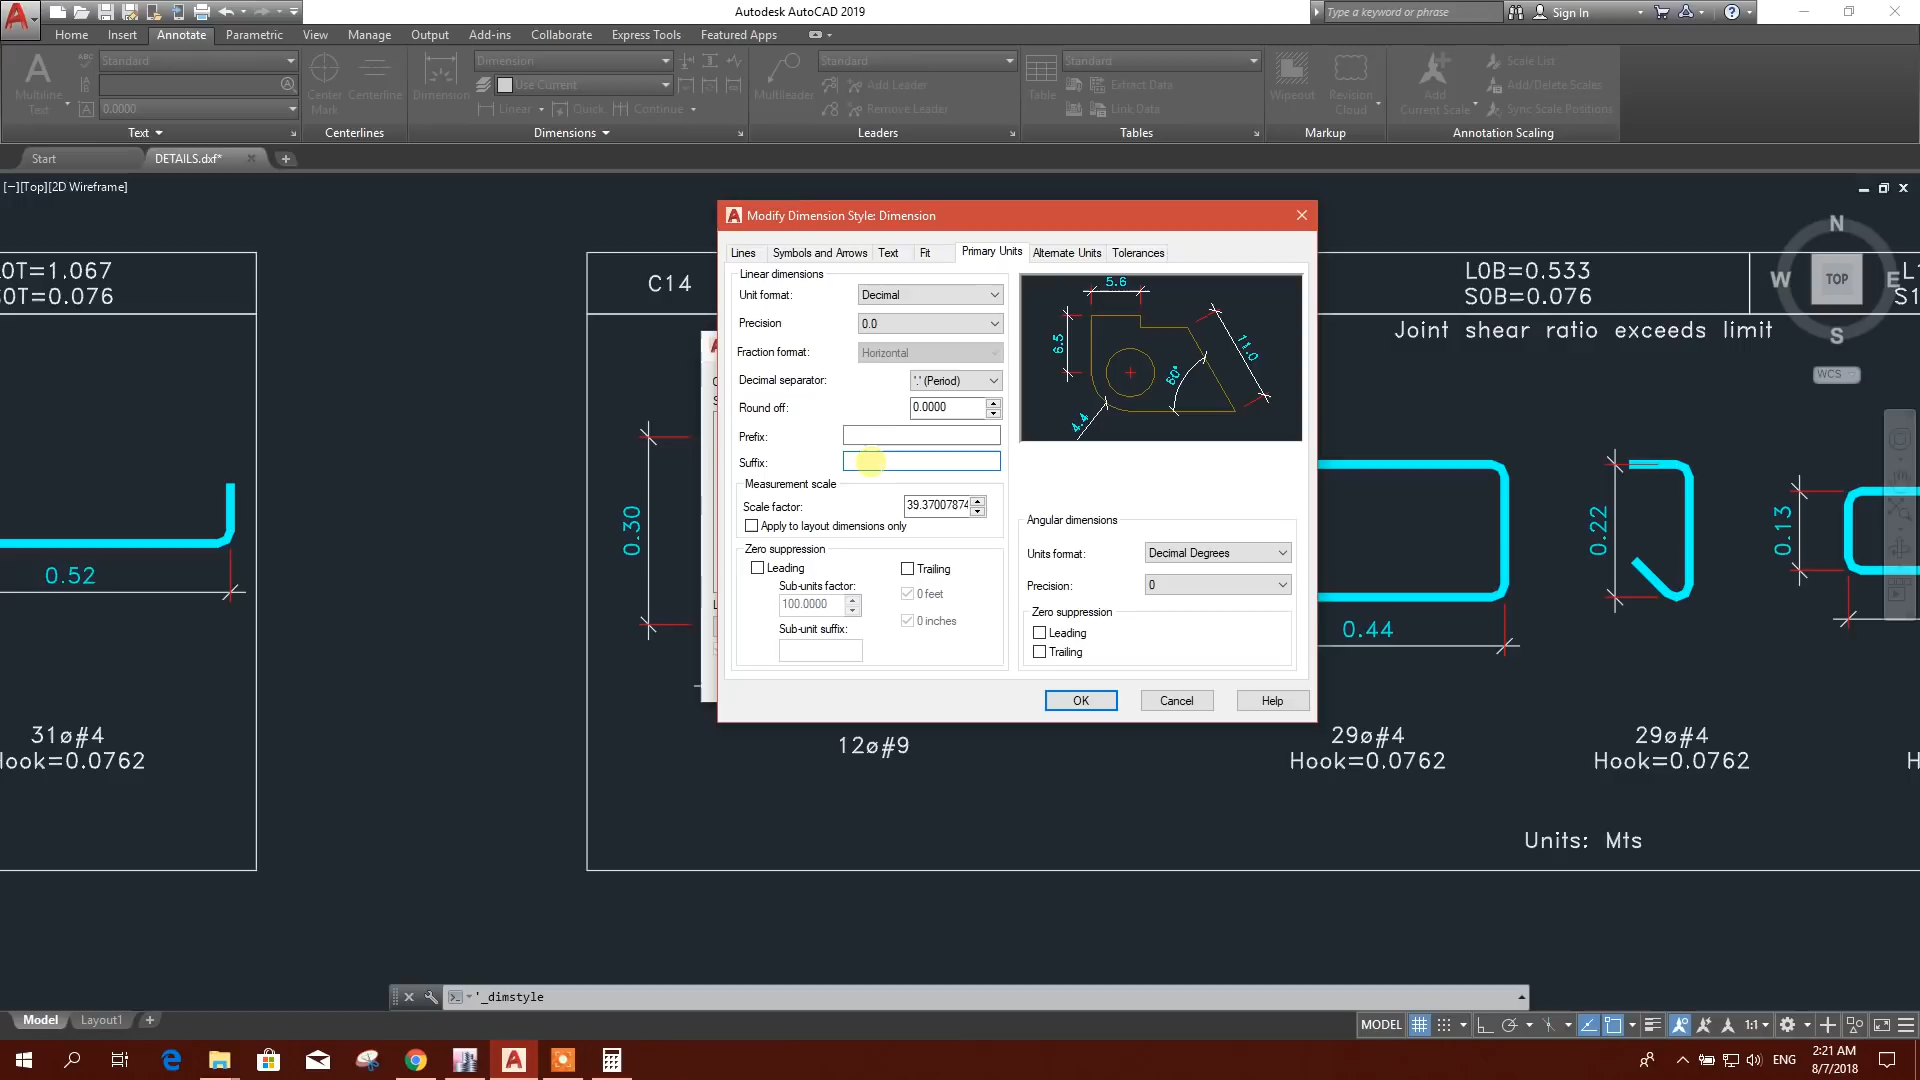 Autodesk AutoCAD 2019
Type a keyword or phrase
Sign In
Home Insert Annotate Parametric View Manage Output Add-ins Collaborate Express Tools Featured Apps
Multiline Text
Standard
0.0000
Text
Center Mark
Centerline
Centerlines
Dimension
Dimension
Use Current
Linear Quick Continue
Dimensions
Multileader
Standard
Add Leader
Remove Leader
Leaders
Table
Standard
Extract Data
Link Data
Tables
Wipeout
Revision Cloud
Markup
Add Current Scale
Scale List
Add/Delete Scales
Sync Scale Positions
Annotation Scaling
Start
DETAILS.dxf*
[−][Top][2D Wireframe]
Modify Dimension Style: Dimension
Lines Symbols and Arrows Text Fit Primary Units Alternate Units Tolerances
Linear dimensions
Unit format: Decimal
Precision 0.0
Fraction format: Horizontal
Decimal separator: '.' (Period)
Round off: 0.0000
Prefix:
Suffix:
Measurement scale
Scale factor: 39.37007874
Apply to layout dimensions only
Zero suppression
Leading
Trailing
Sub-units factor:
100.0000
0 feet
Sub-unit suffix:
0 inches
5.6
6.5
11.0
60°
4.4
Angular dimensions
Units format: Decimal Degrees
Precision: 0
Zero suppression
Leading
Trailing
OK Cancel Help
L0T=1.067
S0T=0.076
C14
L0B=0.533
S0B=0.076
L1
S1
Joint shear ratio exceeds limit
N
W
TOP
E
S
WCS
0.30
0.52
0.44
0.22
0.13
31ø#4
Hook=0.0762
12ø#9
29ø#4
Hook=0.0762
29ø#4
Hook=0.0762
H
Units: Mts
'_dimstyle
Model Layout1
MODEL
1:1
ENG
2:21 AM
8/7/2018